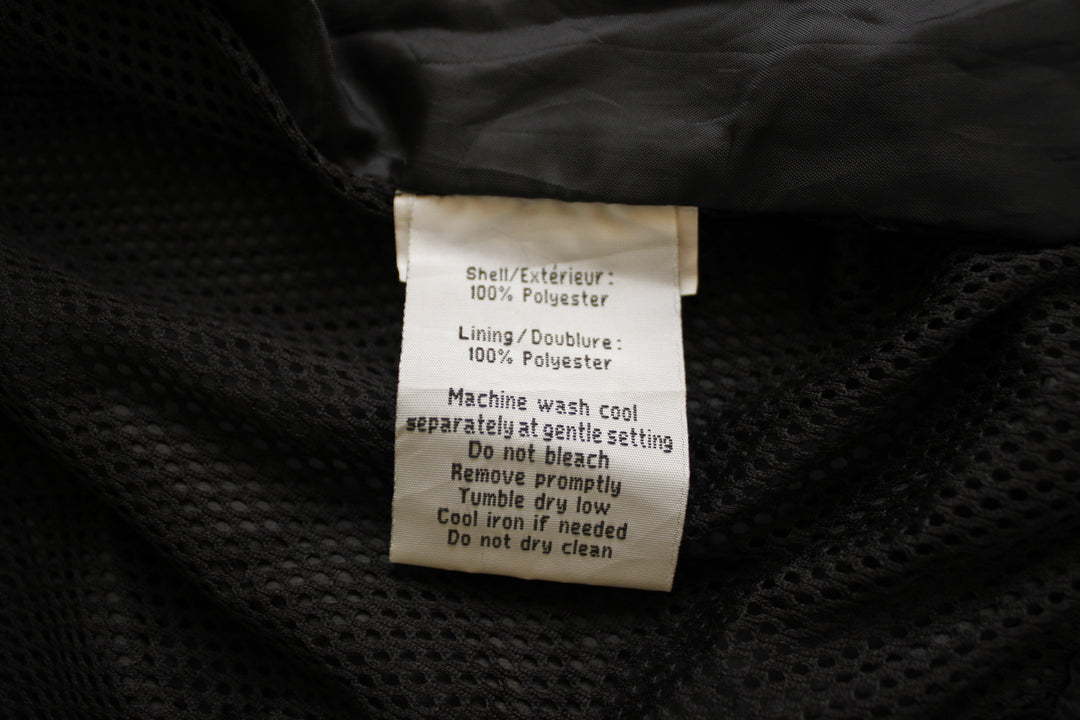 Shell/Extérieur:
100% Polyester
Lining/Doublure:
100% Polyester
Machine wash cool
separately at gentle setting
Do not bleach
Remove promptly
Tumble dry low
Cool iron if needed
Do not dry clean